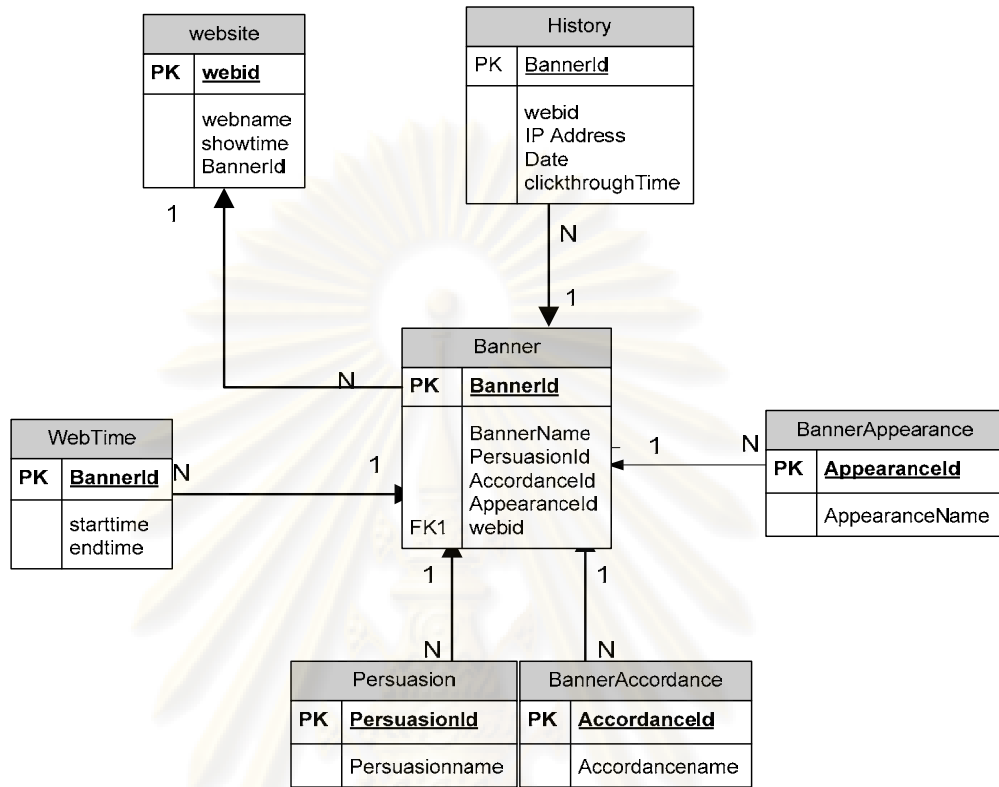 website
PK webid
webname
showtime
BannerId
History
PK BannerId
webid
IP Address
Date
clickthroughTime
1
N
1
N
Banner
PK BannerId
BannerName
PersuasionId
AccordanceId
AppearanceId
FK1 webid
WebTime
PK BannerId
starttime
endtime
N
1
1
N
BannerAppearance
PK AppearanceId
AppearanceName
1
N
1
N
Persuasion
PK PersuasionId
Persuasionname
BannerAccordance
PK AccordanceId
Accordancename